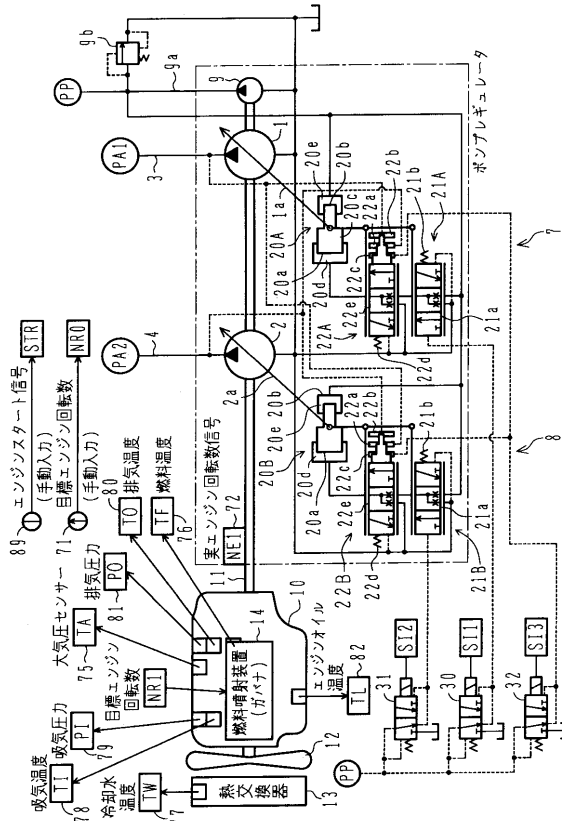 89
エンジンスタート信号
(手動入力)
STR
71
目標エンジン回転数
(手動入力)
NR0
大気圧センサー
75
TA
排気圧力
81
PO
80
TO
排気温度
TF
燃料温度
76
吸気圧力
79
PI
吸気温度
78
TI
冷却水
温度
77
TW
目標エンジン
回転数
NR1
燃料噴射装置
(ガバナ)
14
10
11
実エンジン回転数信号
NE1
72
熱交換器
13
12
エンジンオイル
温度
TL
82
PA2
4
PA1
3
PP
9a
9b
9
1
1a
2
2a
20A
20a
20b
20c
20d
20e
22A
22a
22b
22c
22d
22e
21A
21a
21b
20B
20a
20b
20d
20e
22B
22a
22b
22c
22d
22e
21B
21a
21b
ポンプレギュレータ
7
8
PP
31
SI2
30
SI1
32
SI3